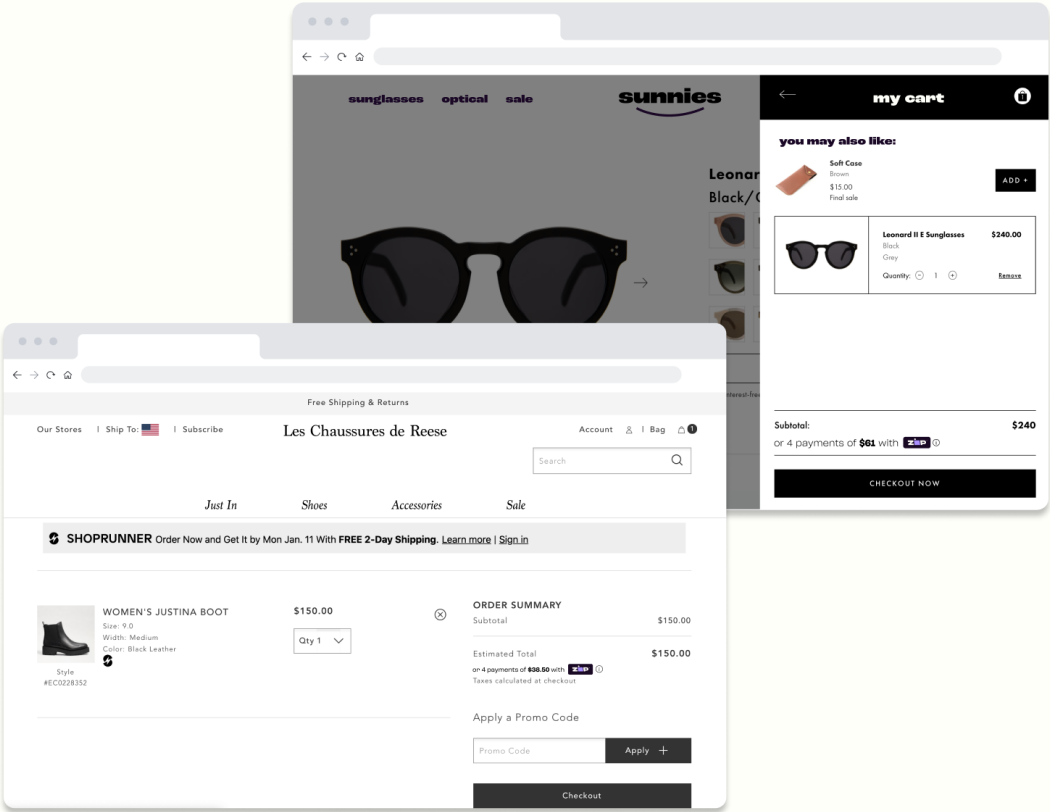 sunglasses optical sale
sunnies
my cart
you may also like:
Soft Case
Brown
$15.00
Final sale
ADD +
Leonar
Black/
Leonard II E Sunglasses $240.00
Black
Grey
Quantity: 1 Remove
nterest-free
Subtotal: $240
or 4 payments of $61 with zip
CHECKOUT NOW
Free Shipping & Returns
Our Stores | Ship To: | Subscribe
Les Chaussures de Reese
Account | Bag 1
Search
Just In Shoes Accessories Sale
SHOPRUNNER Order Now and Get It by Mon Jan. 11 With FREE 2-Day Shipping. Learn more | Sign in
WOMEN'S JUSTINA BOOT
Size: 9.0
Width: Medium
Color: Black Leather
Style
#EC0228352
$150.00
Qty 1
ORDER SUMMARY
Subtotal $150.00
Estimated Total $150.00
or 4 payments of $38.50 with zip
Taxes calculated at checkout
Apply a Promo Code
Promo Code
Apply +
Checkout